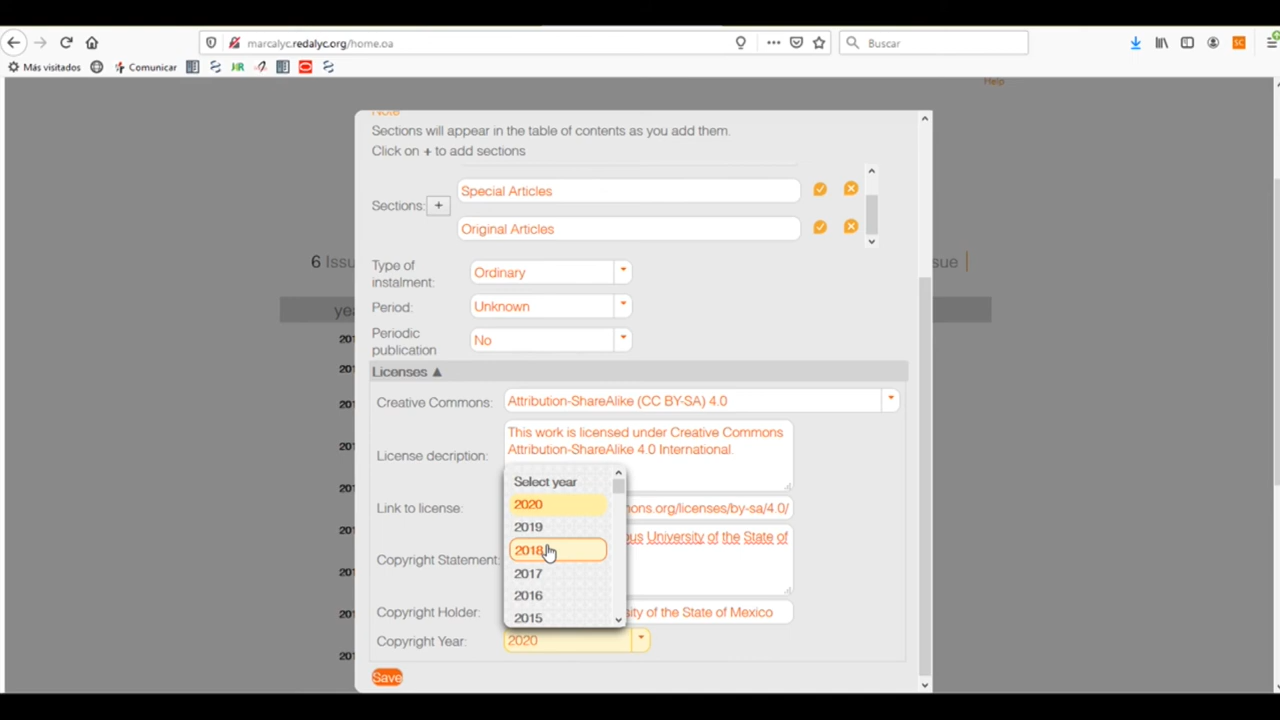 marcalyc.redalyc.org/home.oa
Buscar
Más visitados
Comunicar
SC
Help
Note
Sections will appear in the table of contents as you add them.
Click on + to add sections
Special Articles
Sections: +
Original Articles
6 Issu
sue
Type of
instalment:
Ordinary
Period:
Unknown
Periodic
publication
No
Licenses ▲
Creative Commons:
Attribution-ShareAlike (CC BY-SA) 4.0
License decription:
This work is licensed under Creative Commons
Attribution-ShareAlike 4.0 International.
Select year
2020
2019
2018
2017
2016
2015
Link to license:
ons.org/licenses/by-sa/4.0/
Copyright Statement:
University of the State of
Copyright Holder:
sity of the State of Mexico
Copyright Year:
2020
Save